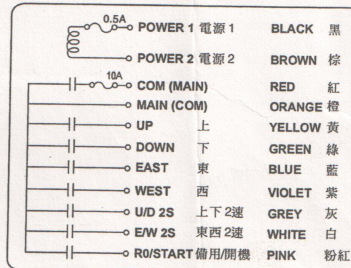 0.5A
POWER 1 電源 1 BLACK 黑
POWER 2 電源 2 BROWN 棕
10A
COM (MAIN) RED 紅
MAIN (COM) ORANGE 橙
UP 上 YELLOW 黃
DOWN 下 GREEN 綠
EAST 東 BLUE 藍
WEST 西 VIOLET 紫
U/D 2S 上下 2速 GREY 灰
E/W 2S 東西 2速 WHITE 白
R0/START 備用/開機 PINK 粉紅